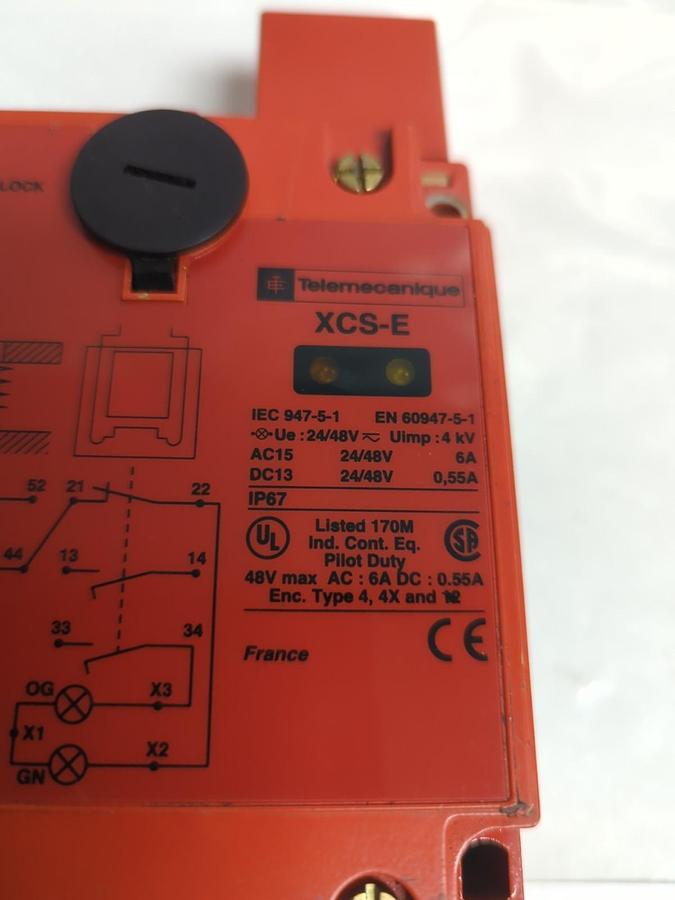 LOCK
Telemecanique
XCS-E
IEC 947-5-1 EN 60947-5-1
Ue : 24/48V Uimp : 4 kV
AC15 24/48V 6A
DC13 24/48V 0,55A
IP67
UL Listed 170M SA
Ind. Cont. Eq.
Pilot Duty
48V max AC : 6A DC : 0.55A
Enc. Type 4, 4X and 12
CE
France
52 21 22
44
13 14
33 34
OG X3
X1
X2
GN